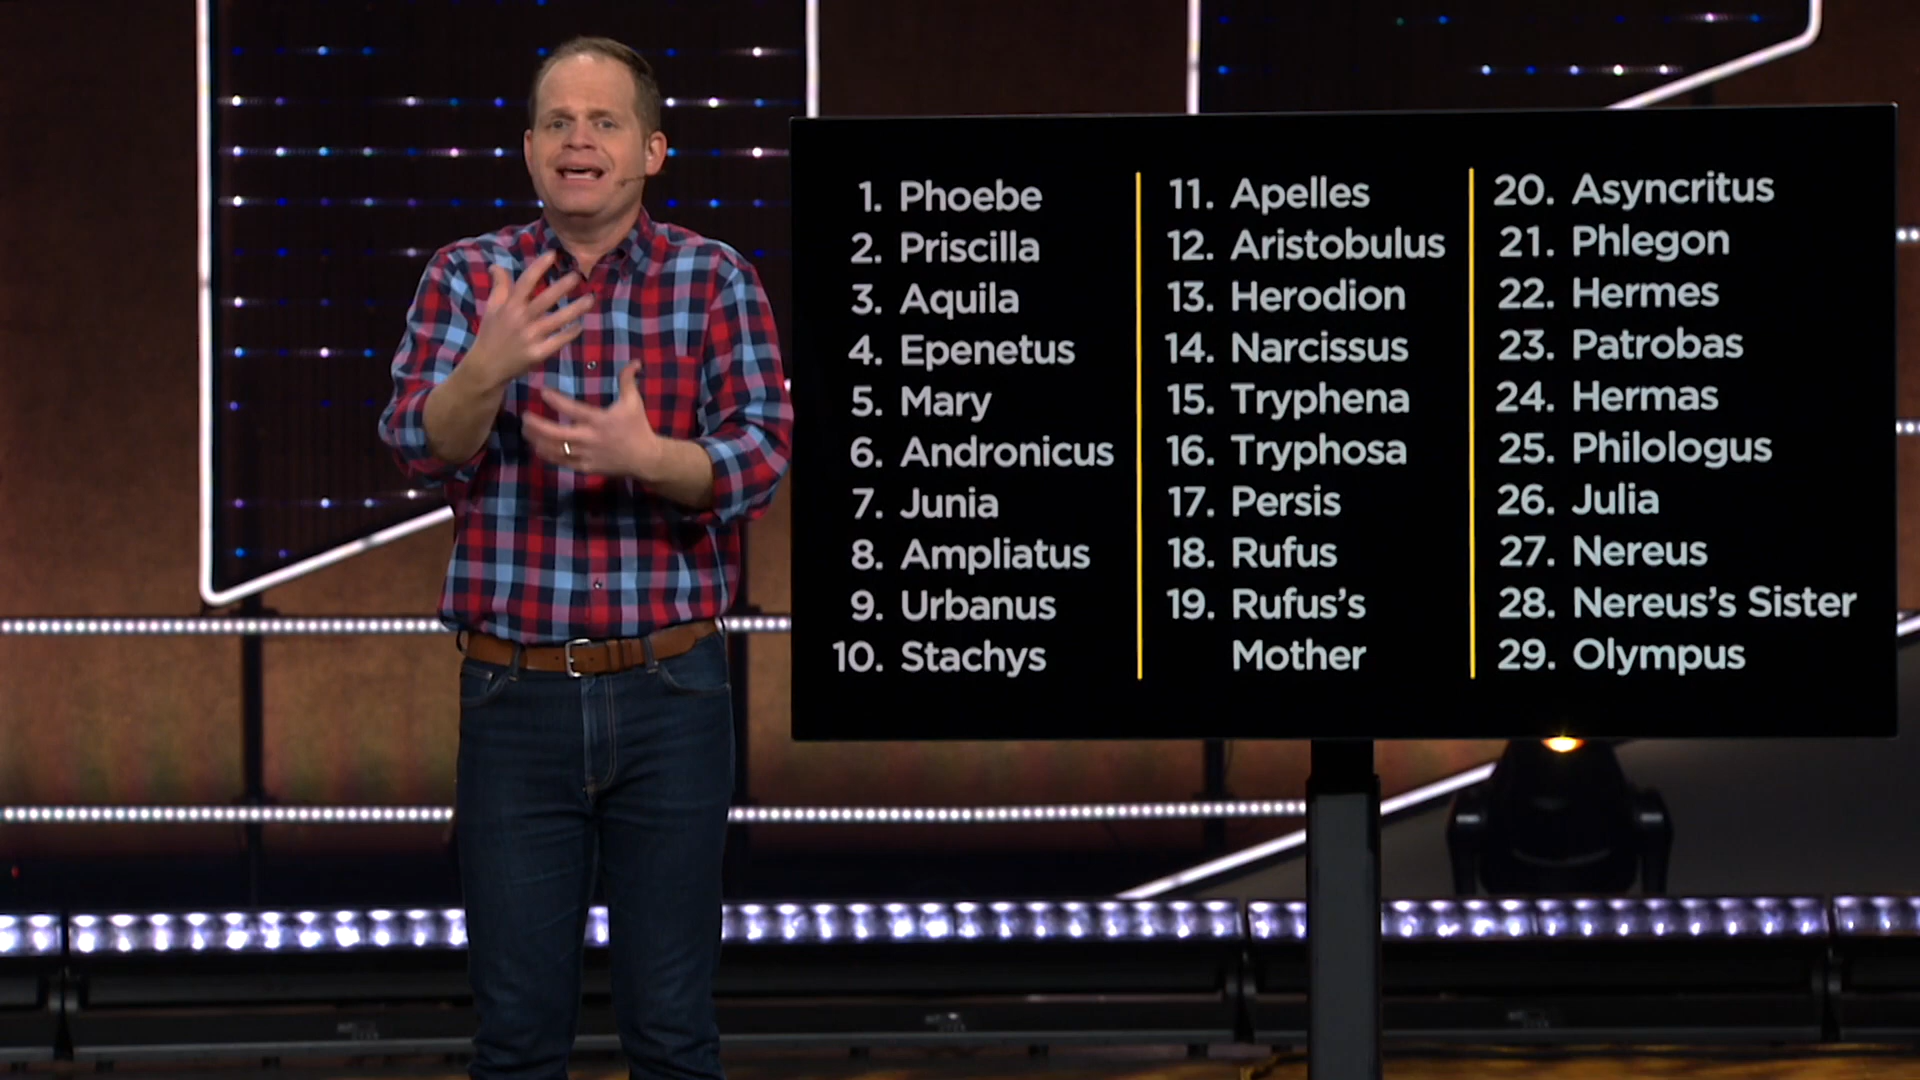 1. Phoebe
2. Priscilla
3. Aquila
4. Epenetus
5. Mary
6. Andronicus
7. Junia
8. Ampliatus
9. Urbanus
10. Stachys
11. Apelles
12. Aristobulus
13. Herodion
14. Narcissus
15. Tryphena
16. Tryphosa
17. Persis
18. Rufus
19. Rufus’s
Mother
20. Asyncritus
21. Phlegon
22. Hermes
23. Patrobas
24. Hermas
25. Philologus
26. Julia
27. Nereus
28. Nereus’s Sister
29. Olympus